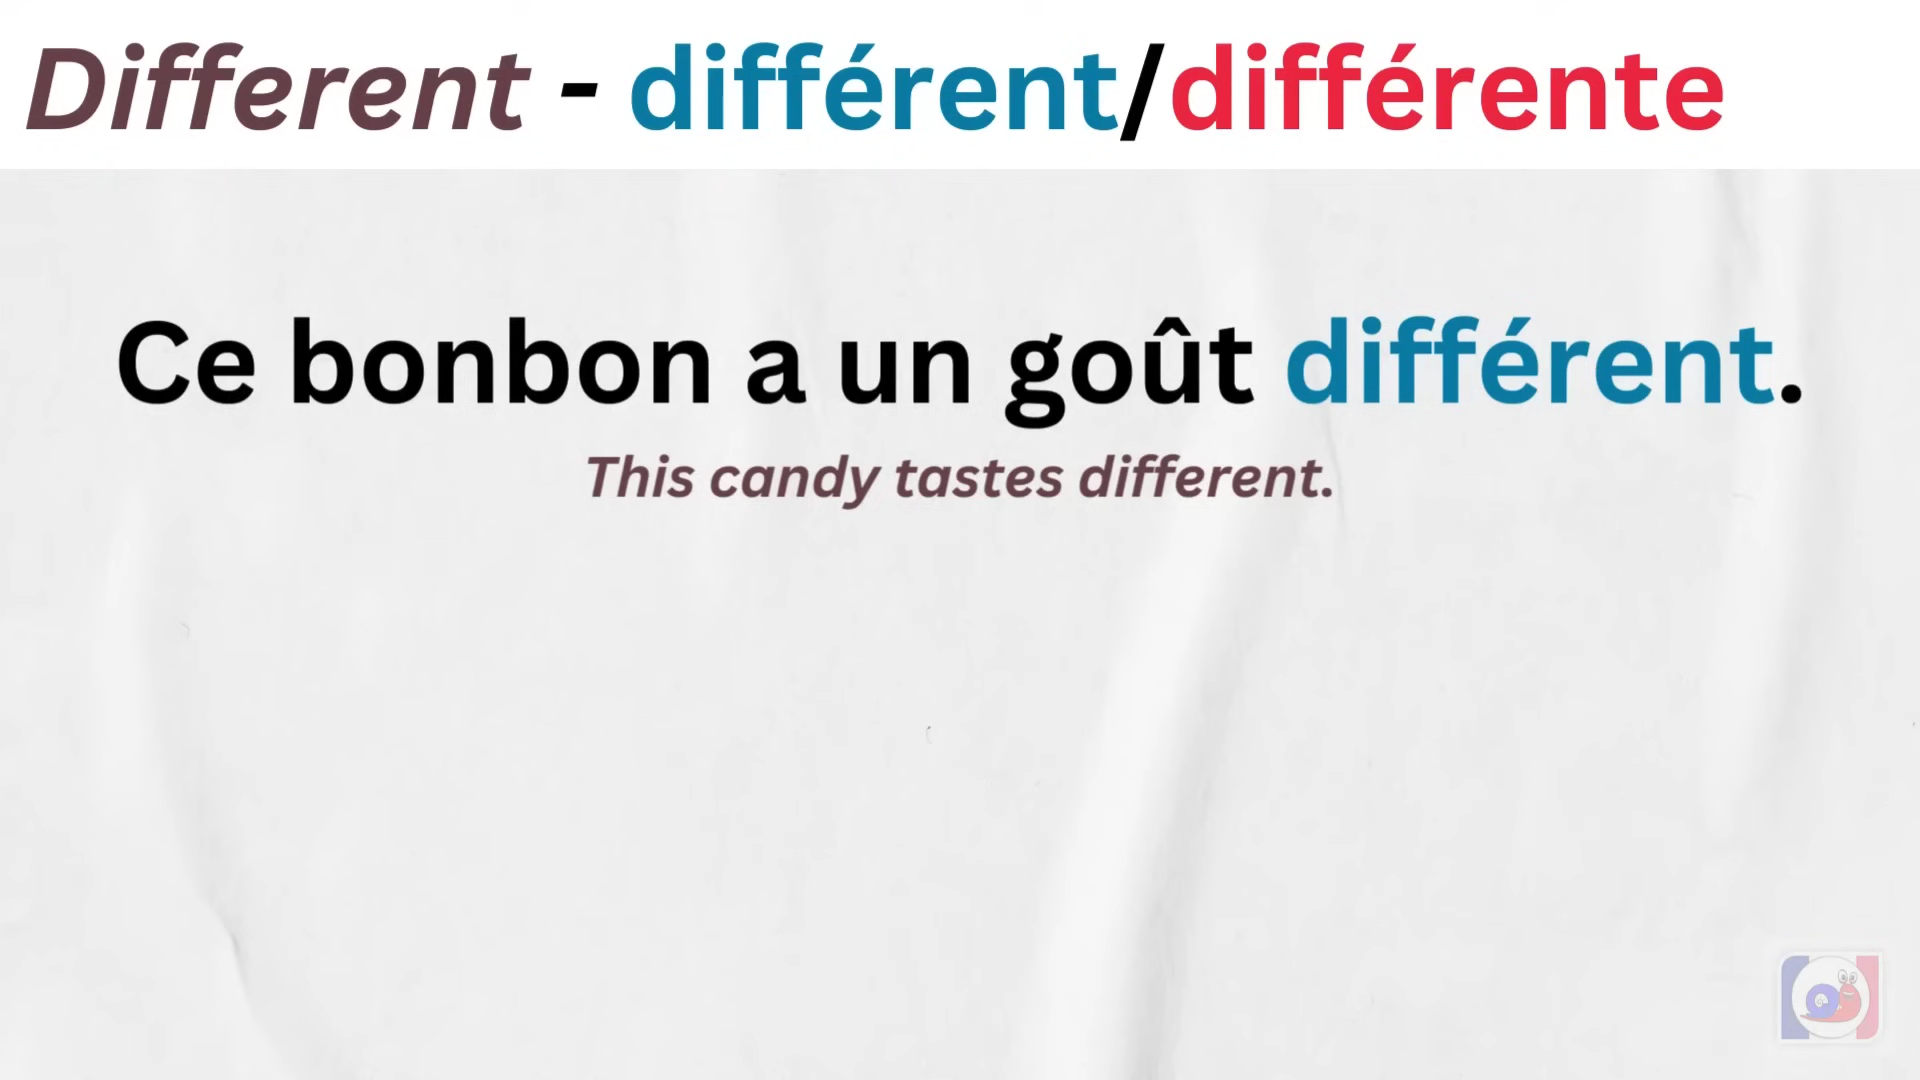 Different - différent/différente
Ce bonbon a un goût différent.
This candy tastes different.